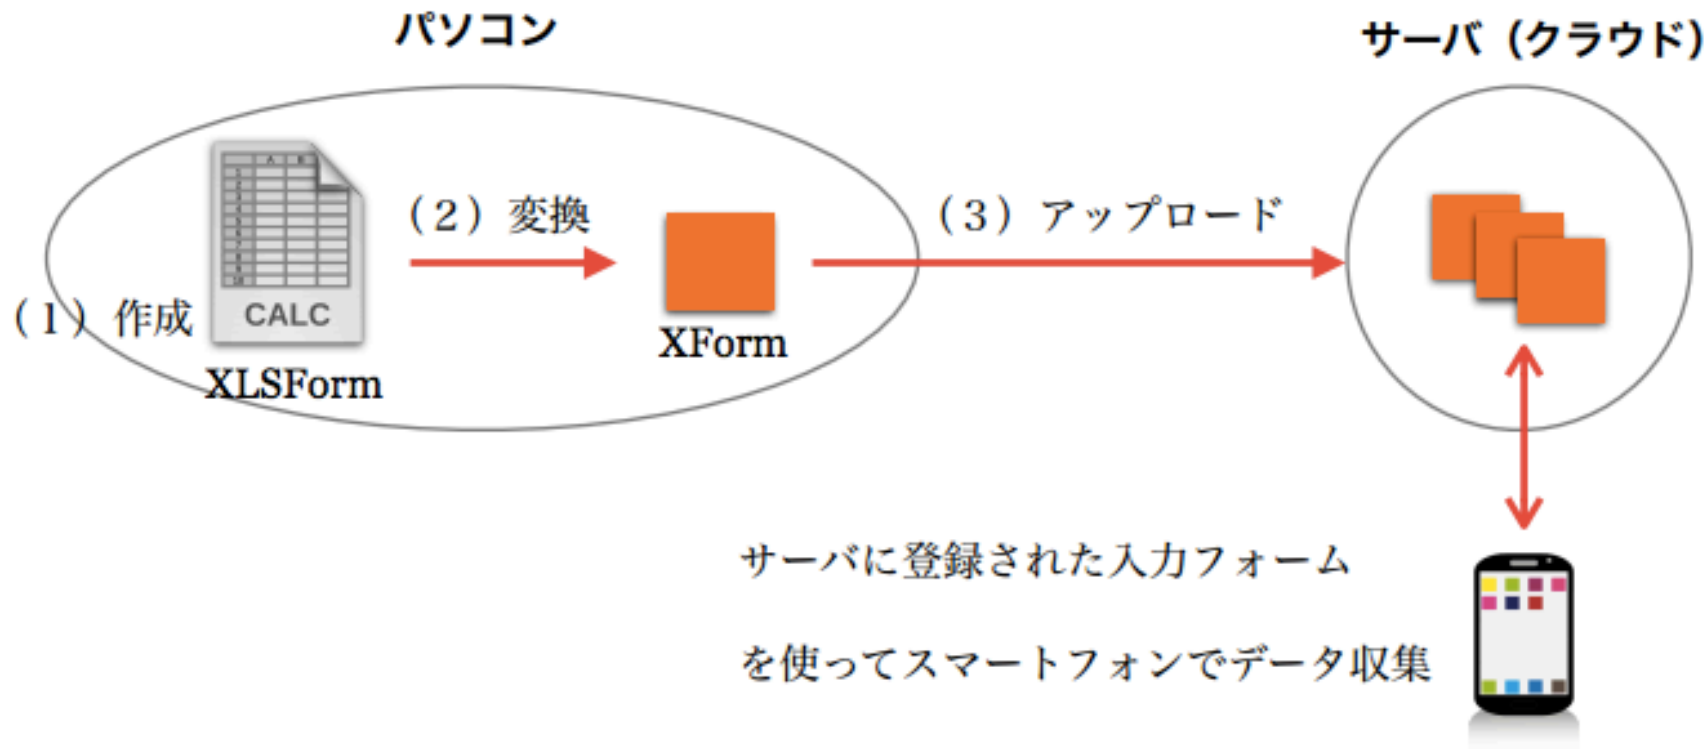 パソコン
サーバ（クラウド）
（２）変換
（３）アップロード
（１）作成
CALC
XLSForm
XForm
サーバに登録された入力フォーム
を使ってスマートフォンでデータ収集